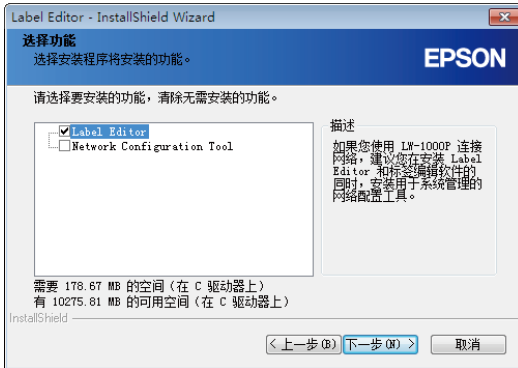 Label Editor - InstallShield Wizard
选择功能
选择安装程序将安装的功能。
EPSON
请选择要安装的功能，清除无需安装的功能。
Label Editor
Network Configuration Tool
描述
如果您使用 LW-1000P 连接
网络，建议您在安装 Label
Editor 和标签编辑软件的
同时，安装用于系统管理的
网络配置工具。
需要 178.67 MB 的空间（在 C 驱动器上）
有 10275.81 MB 的可用空间（在 C 驱动器上）
InstallShield
< 上一步(B)
下一步(N) >
取消